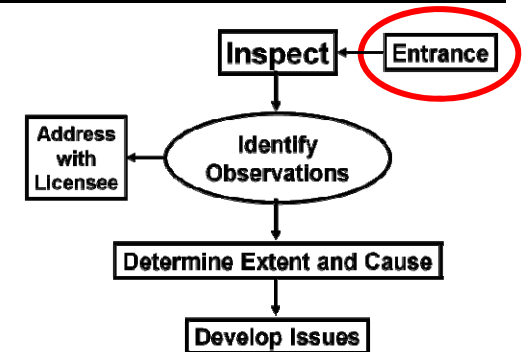 Inspect
Entrance
Address
with
Licensee
Identify
Observations
Determine Extent and Cause
Develop Issues